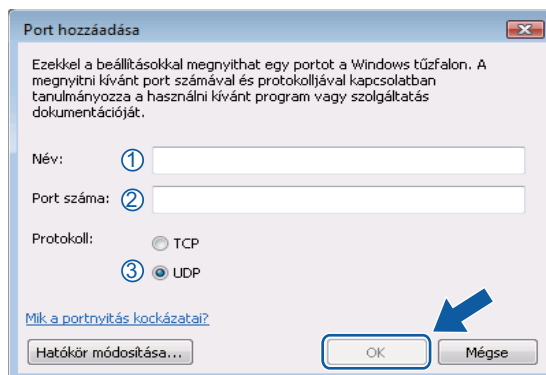 Port hozzáadása
Ezekkel a beállításokkal megnyithat egy portot a Windows tűzfalon. A
megnyitni kívánt port számával és protokolljával kapcsolatban
tanulmányozza a használni kívánt program vagy szolgáltatás
dokumentációját.
Név: 1
Port száma: 2
Protokoll: TCP
3 UDP
Mik a portnyitás kockázatai?
Hatókör módosítása... OK Mégse